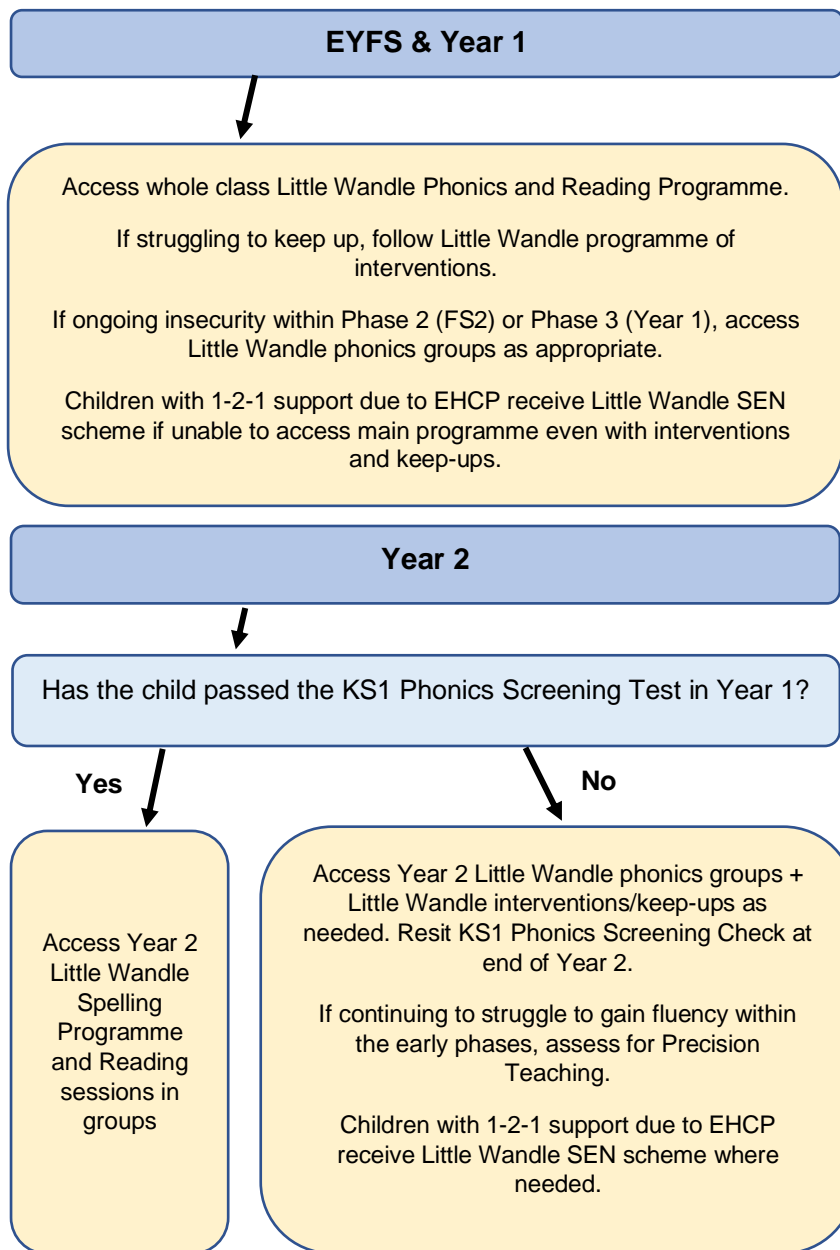 EYFS & Year 1
Access whole class Little Wandle Phonics and Reading Programme.
If struggling to keep up, follow Little Wandle programme of
interventions.
If ongoing insecurity within Phase 2 (FS2) or Phase 3 (Year 1), access
Little Wandle phonics groups as appropriate.
Children with 1-2-1 support due to EHCP receive Little Wandle SEN
scheme if unable to access main programme even with interventions
and keep-ups.
Year 2
Has the child passed the KS1 Phonics Screening Test in Year 1?
Yes
No
Access Year 2
Little Wandle
Spelling
Programme
and Reading
sessions in
groups
Access Year 2 Little Wandle phonics groups +
Little Wandle interventions/keep-ups as
needed. Resit KS1 Phonics Screening Check at
end of Year 2.
If continuing to struggle to gain fluency within
the early phases, assess for Precision
Teaching.
Children with 1-2-1 support due to EHCP
receive Little Wandle SEN scheme where
needed.